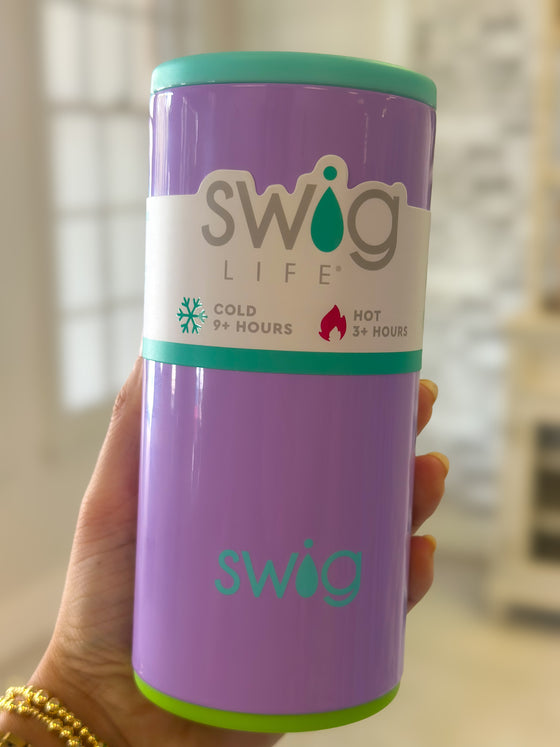 swig
LIFE®
COLD
9+ HOURS
HOT
3+ HOURS
swig